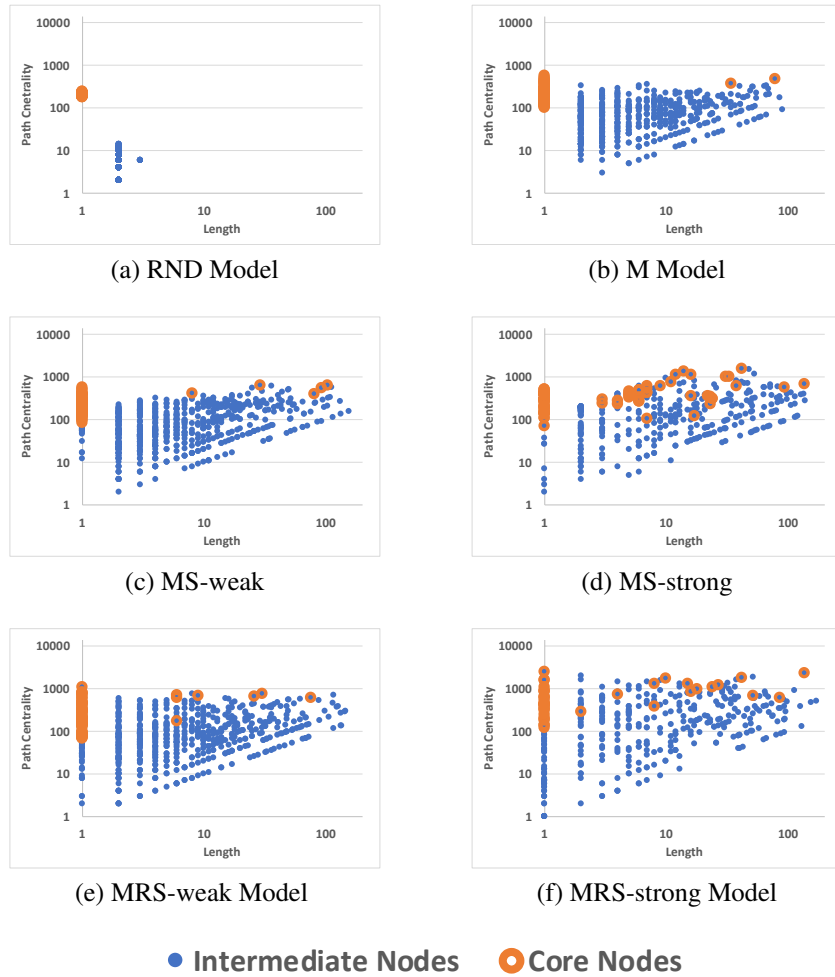 10000
1000
100
10
1
Path Cnetrality
1 10 100
Length
(a) RND Model
10000
1000
100
10
1
Path Centrality
1 10 100
Length
(b) M Model
10000
1000
100
10
1
Path Centrality
1 10 100
Length
(c) MS-weak
10000
1000
100
10
1
Path Centrality
1 10 100
Length
(d) MS-strong
10000
1000
100
10
1
Path Centrality
1 10 100
Length
(e) MRS-weak Model
10000
1000
100
10
1
Path Centrality
1 10 100
Length
(f) MRS-strong Model
Intermediate Nodes Core Nodes